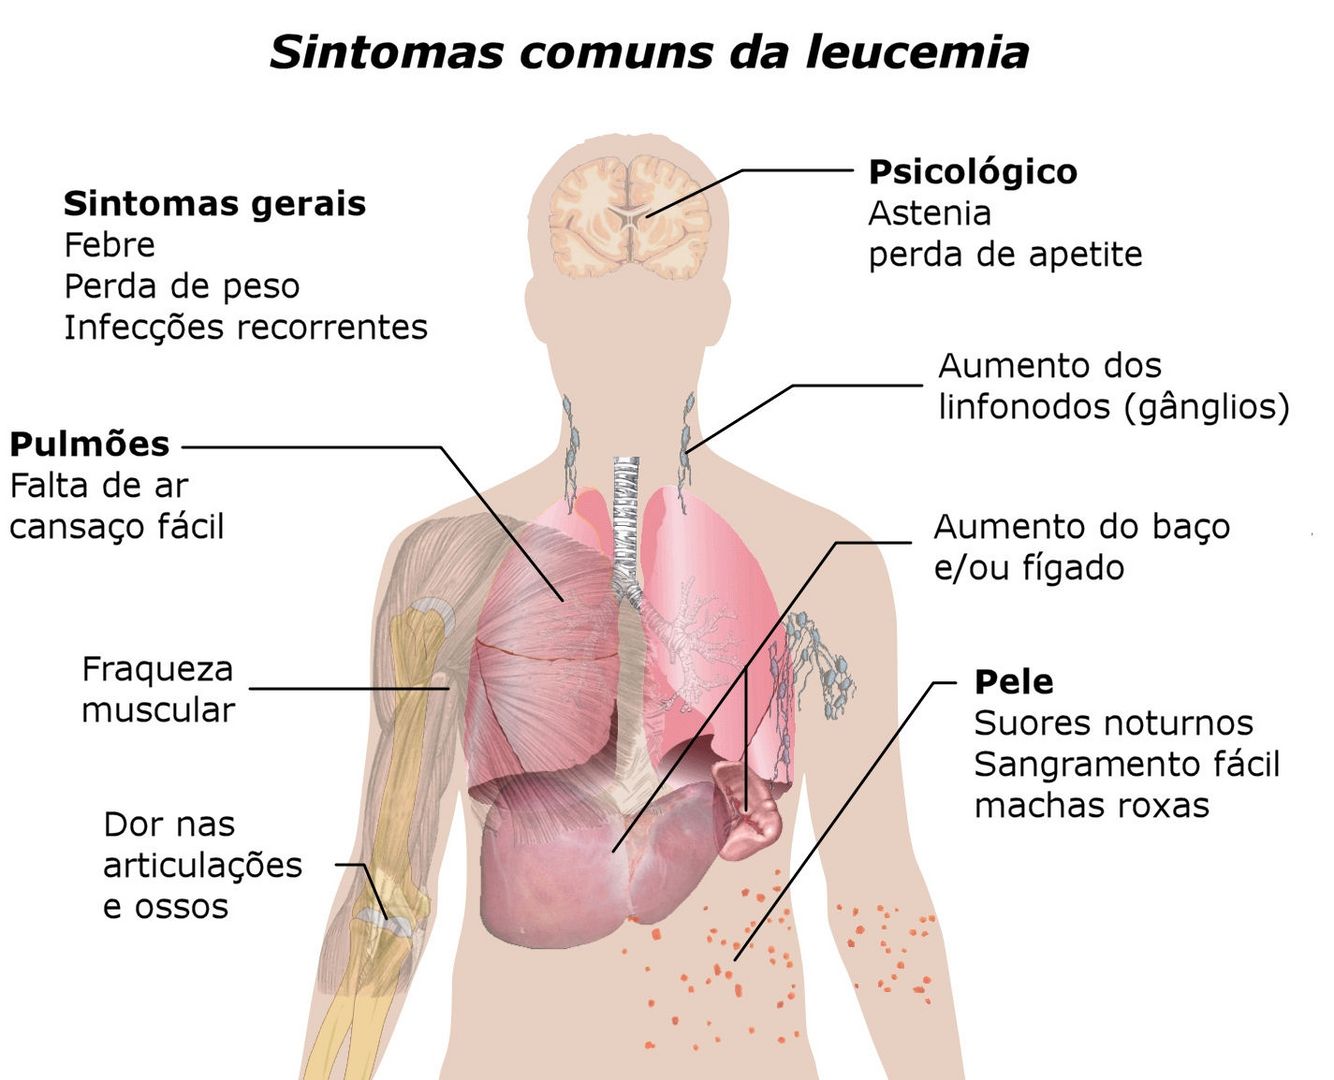 Sintomas comuns da leucemia
Sintomas gerais
Febre
Perda de peso
Infecções recorrentes
Psicológico
Astenia
perda de apetite
Aumento dos
linfonodos (gânglios)
Pulmões
Falta de ar
cansaço fácil
Aumento do baço
e/ou fígado
Fraqueza
muscular
Pele
Suores noturnos
Sangramento fácil
machas roxas
Dor nas
articulações
e ossos